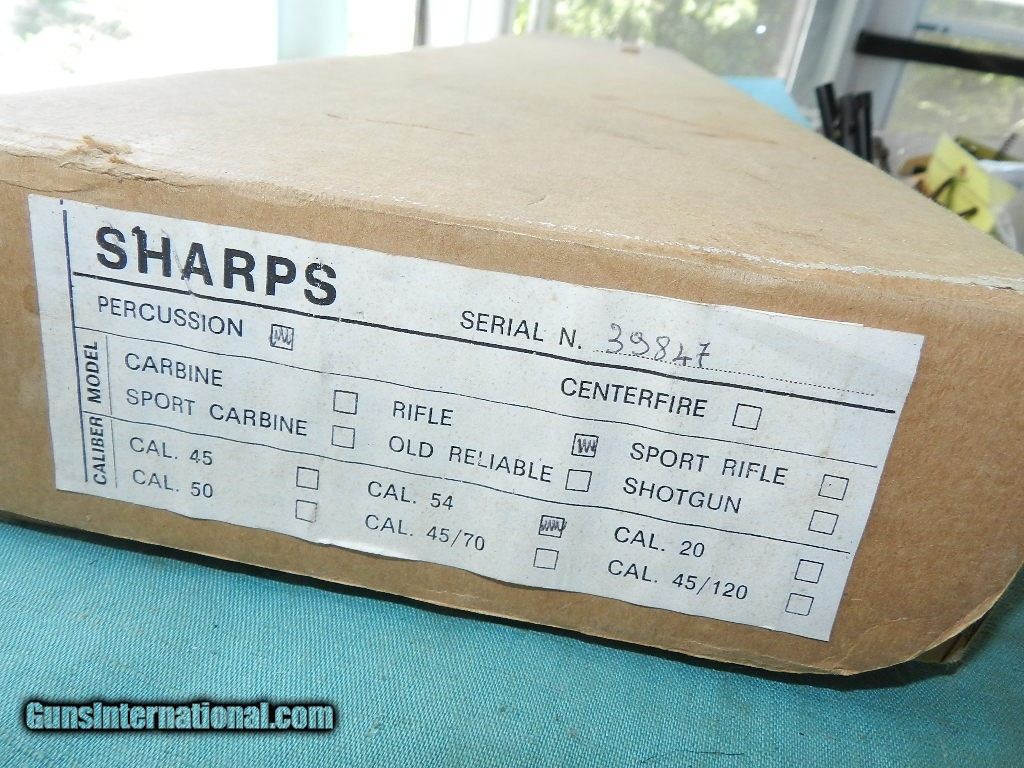 SHARPS
SERIAL N. 39847
PERCUSSION CENTERFIRE
MODEL
CARBINE RIFLE SPORT RIFLE
SPORT CARBINE OLD RELIABLE SHOTGUN
CALIBER
CAL. 45 CAL. 54 CAL. 20
CAL. 50 CAL. 45/70 CAL. 45/120
GunsInternational.com